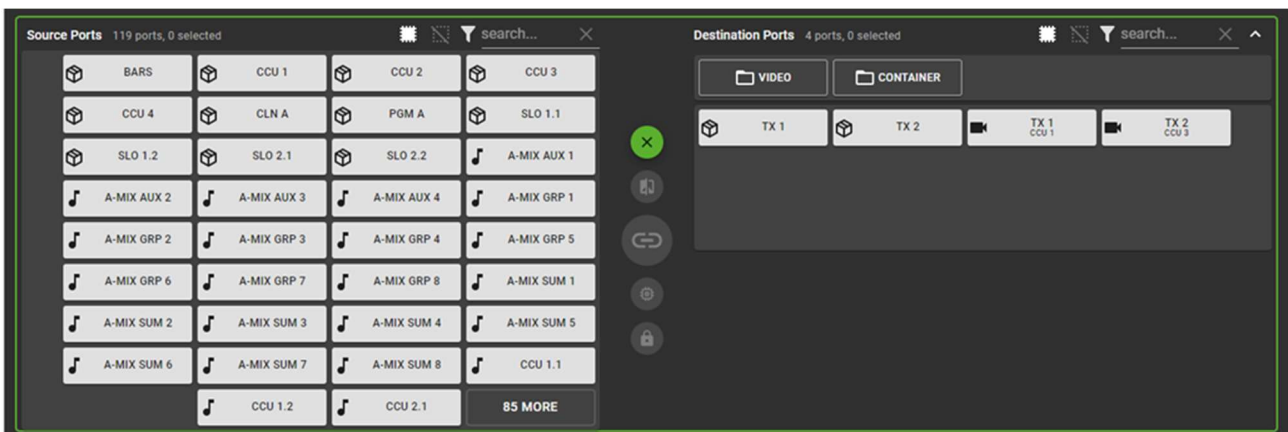 Source Ports 119 ports, 0 selected search...
BARS CCU 1 CCU 2 CCU 3
CCU 4 CLN A PGM A SLO 1.1
SLO 1.2 SLO 2.1 SLO 2.2 A-MIX AUX 1
A-MIX AUX 2 A-MIX AUX 3 A-MIX AUX 4 A-MIX GRP 1
A-MIX GRP 2 A-MIX GRP 3 A-MIX GRP 4 A-MIX GRP 5
A-MIX GRP 6 A-MIX GRP 7 A-MIX GRP 8 A-MIX SUM 1
A-MIX SUM 2 A-MIX SUM 3 A-MIX SUM 4 A-MIX SUM 5
A-MIX SUM 6 A-MIX SUM 7 A-MIX SUM 8 CCU 1.1
CCU 1.2 CCU 2.1 85 MORE
Destination Ports 4 ports, 0 selected search...
VIDEO CONTAINER
TX 1 TX 2 TX 1 TX 2
CCU 1 CCU 3